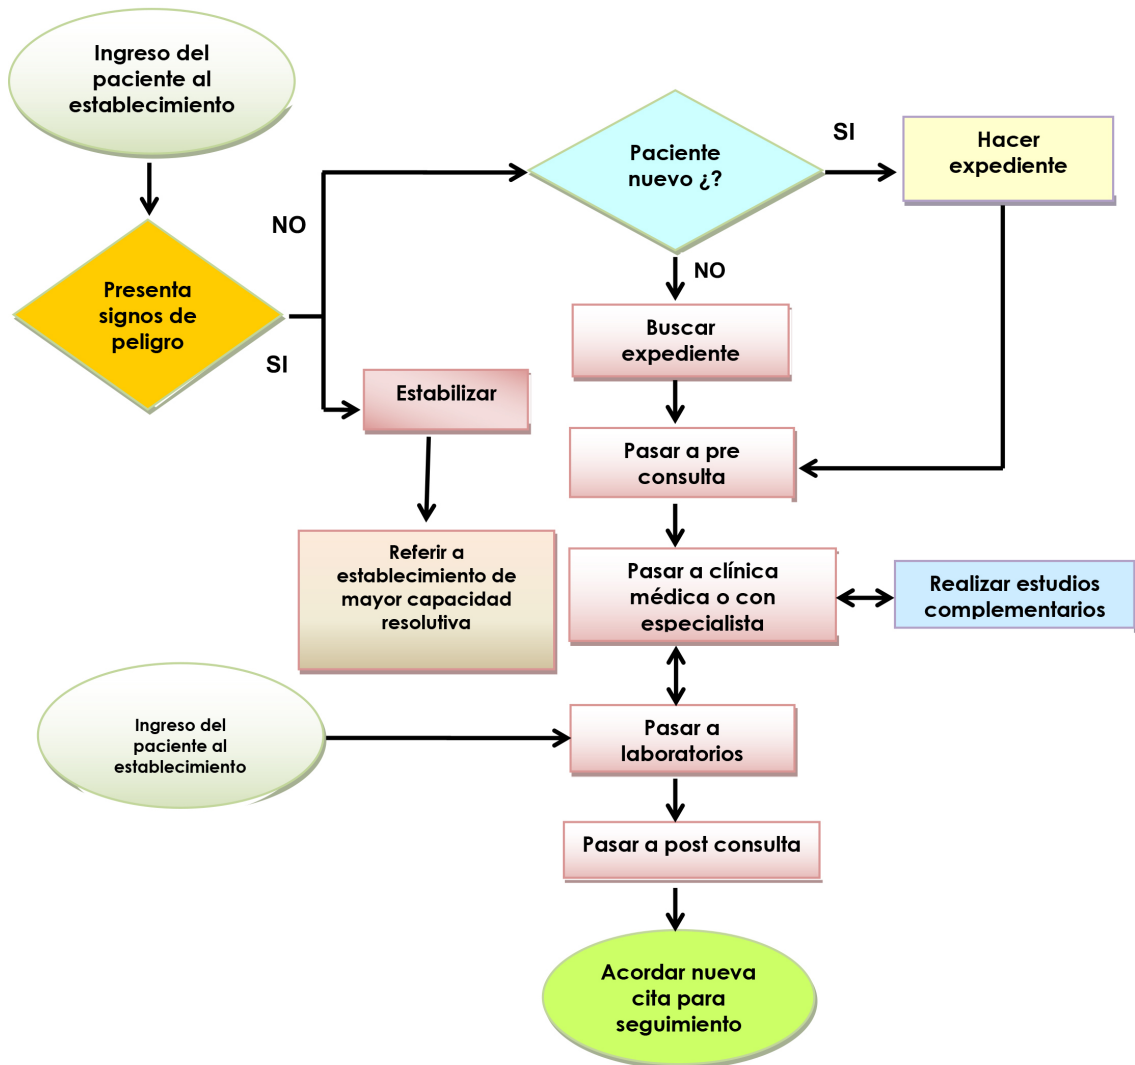 Ingreso del
paciente al
establecimiento
Paciente
nuevo ¿?
SI
Hacer
expediente
NO
NO
Presenta
signos de
peligro
SI
Buscar
expediente
Estabilizar
Pasar a pre
consulta
Referir a
establecimiento de
mayor capacidad
resolutiva
Pasar a clínica
médica o con
especialista
Realizar estudios
complementarios
Ingreso del
paciente al
establecimiento
Pasar a
laboratorios
Pasar a post consulta
Acordar nueva
cita para
seguimiento